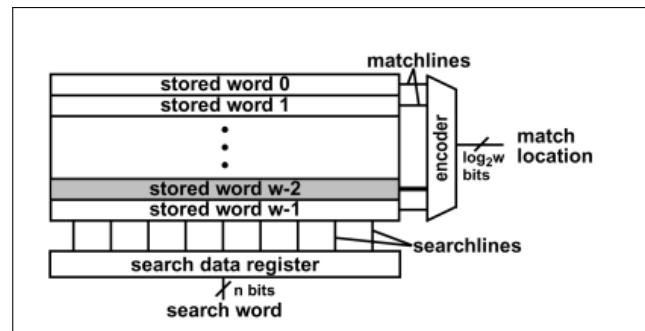 matchlines
stored word 0
stored word 1
encoder
match
location
log₂w
bits
stored word w-2
stored word w-1
searchlines
search data register
n bits
search word